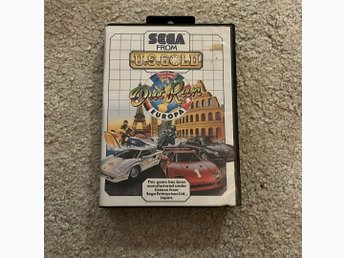 SEGA
FROM
U.S. GOLD
Out Run
EUROPA
This game has been
manufactured under
license from
Sega Enterprises Ltd.,
Japan.